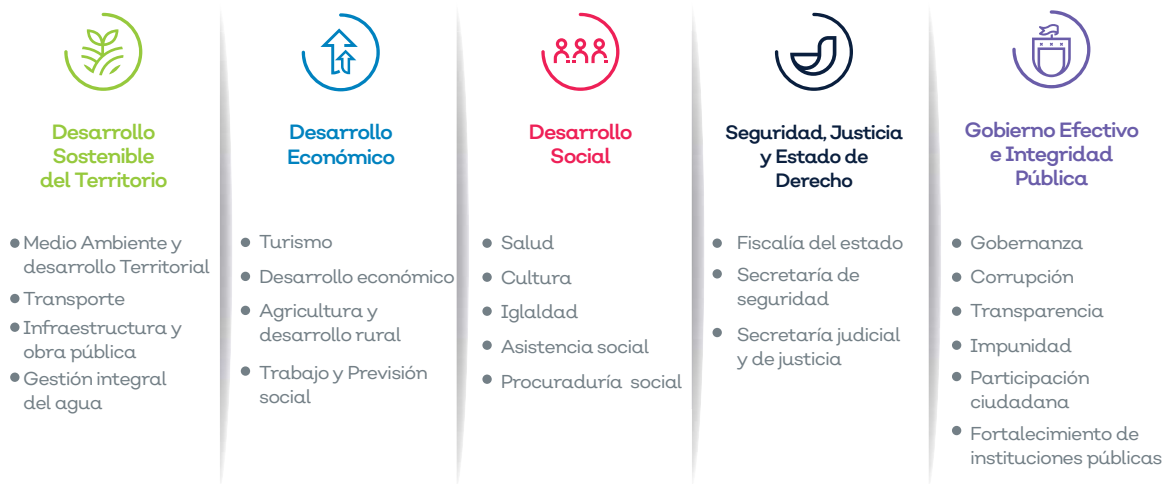 Desarrollo
Sostenible
del Territorio
● Medio Ambiente y
desarrollo Territorial
● Transporte
● Infraestructura y
obra pública
● Gestión integral
del agua
Desarrollo
Económico
● Turismo
● Desarrollo económico
● Agricultura y
desarrollo rural
● Trabajo y Previsión
social
Desarrollo
Social
● Salud
● Cultura
● Iglaldad
● Asistencia social
● Procuraduría social
Seguridad, Justicia
y Estado de
Derecho
● Fiscalía del estado
● Secretaría de
seguridad
● Secretaría judicial
y de justicia
Gobierno Efectivo
e Integridad
Pública
● Gobernanza
● Corrupción
● Transparencia
● Impunidad
● Participación
ciudadana
● Fortalecimiento de
instituciones públicas